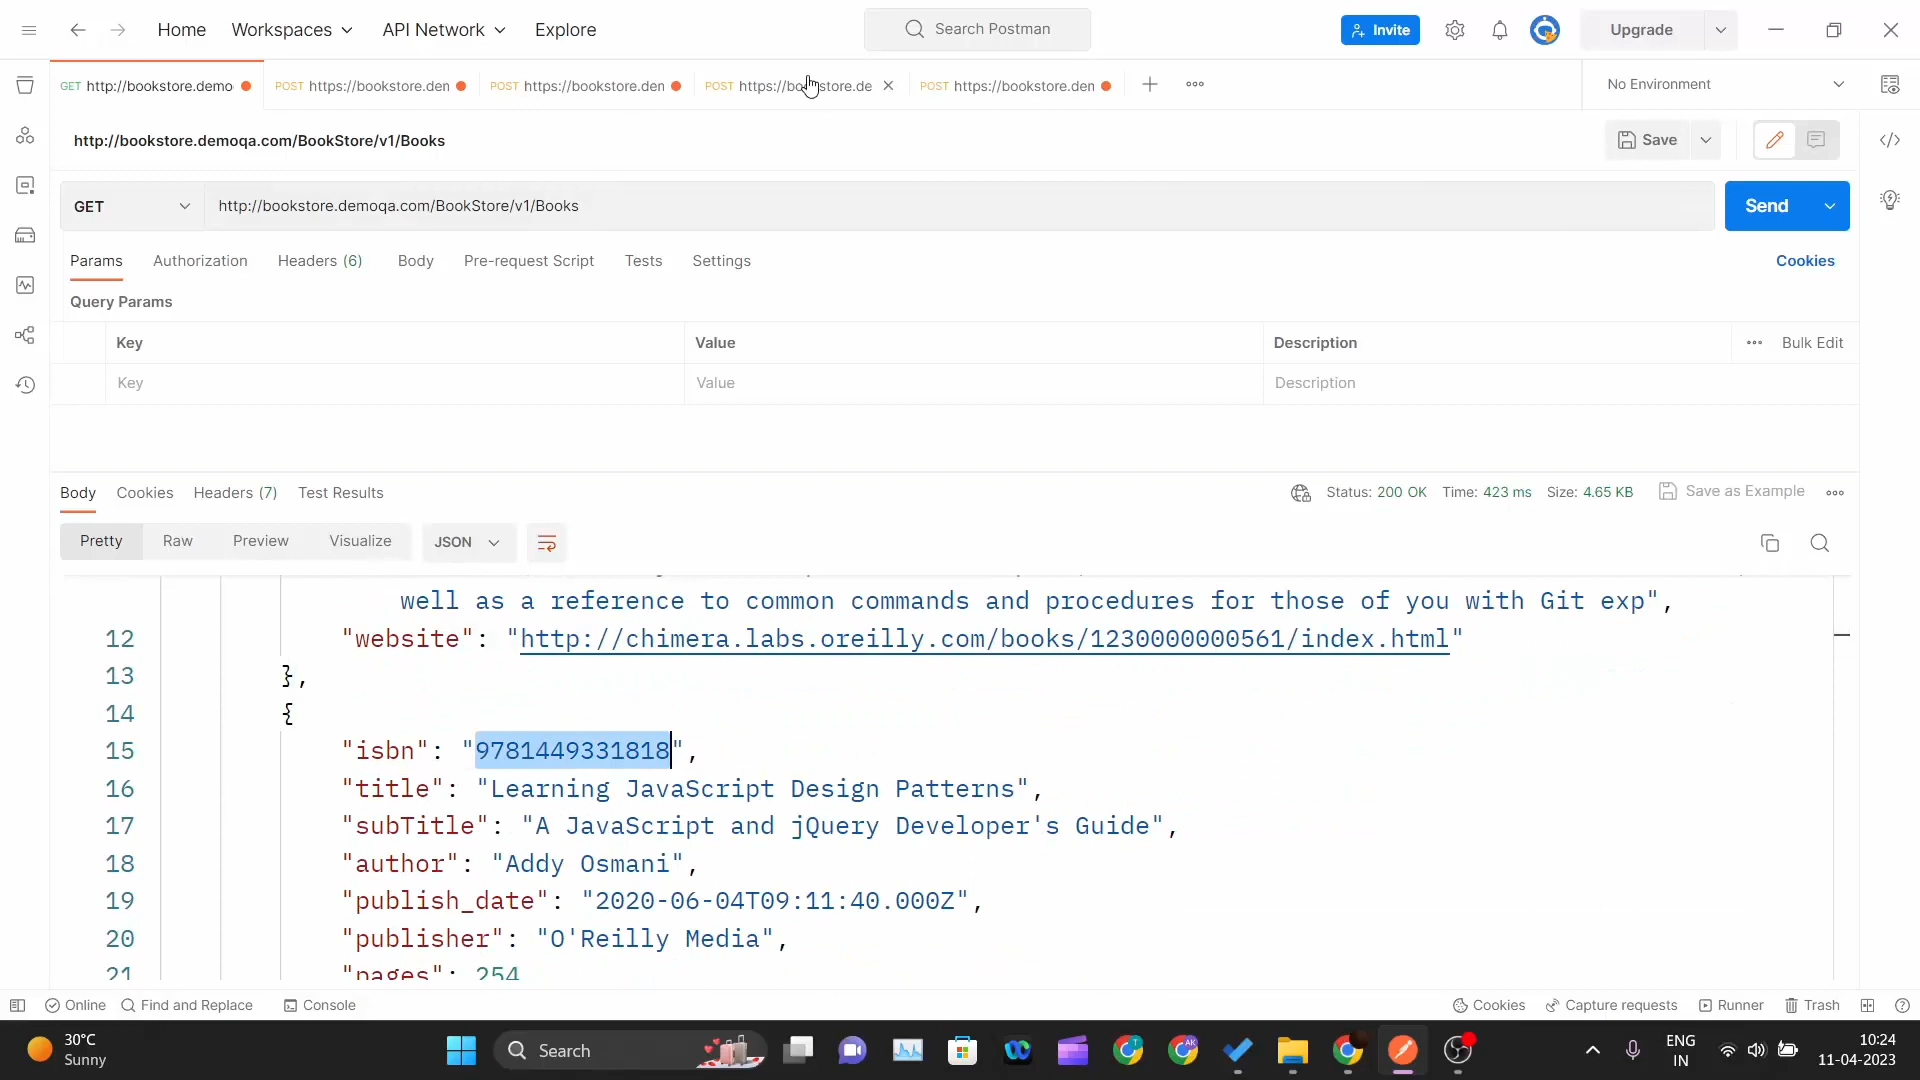 Home Workspaces API Network Explore Search Postman Invite Upgrade
GET http://bookstore.demo POST https://bookstore.den POST https://bookstore.den POST https://bookstore.de POST https://bookstore.den No Environment
http://bookstore.demoqa.com/BookStore/v1/Books Save
GET http://bookstore.demoqa.com/BookStore/v1/Books Send
Params Authorization Headers (6) Body Pre-request Script Tests Settings Cookies
Query Params
Key Value Description Bulk Edit
Key Value Description
Body Cookies Headers (7) Test Results Status: 200 OK Time: 423 ms Size: 4.65 KB Save as Example
Pretty Raw Preview Visualize JSON
well as a reference to common commands and procedures for those of you with Git exp",
12 "website": "http://chimera.labs.oreilly.com/books/1230000000561/index.html"
13 },
14 {
15 "isbn": "9781449331818",
16 "title": "Learning JavaScript Design Patterns",
17 "subTitle": "A JavaScript and jQuery Developer's Guide",
18 "author": "Addy Osmani",
19 "publish_date": "2020-06-04T09:11:40.000Z",
20 "publisher": "O'Reilly Media",
21 "pages": 254
Online Find and Replace Console Cookies Capture requests Runner Trash
30°C
Sunny
Search
ENG
IN
10:24
11-04-2023